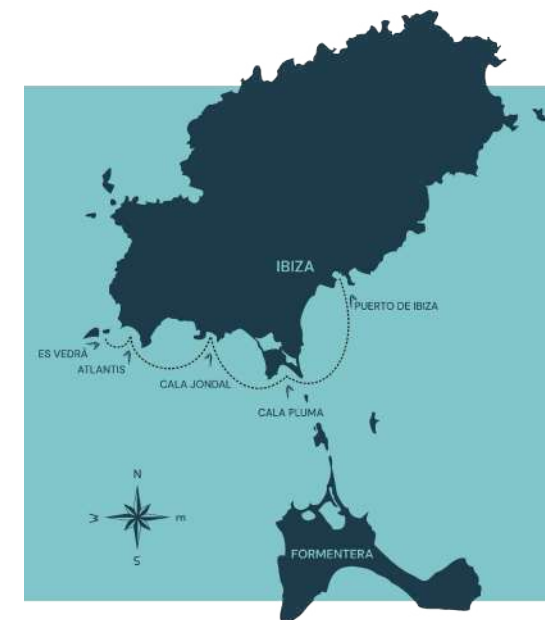 IBIZA
PUERTO DE IBIZA
ES VEDRÀ
ATLANTIS
CALA JONDAL
CALA PLUMA
N
W
E
S
FORMENTERA